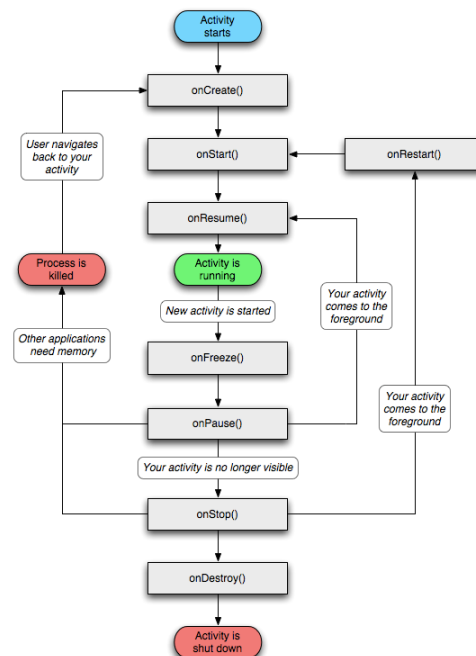 Activity
starts
onCreate()
User navigates
back to your
activity
onStart()
onRestart()
onResume()
Process is
killed
Activity is
running
New activity is started
Your activity
comes to the
foreground
Other applications
need memory
onFreeze()
Your activity
comes to the
foreground
onPause()
Your activity is no longer visible
onStop()
onDestroy()
Activity is
shut down